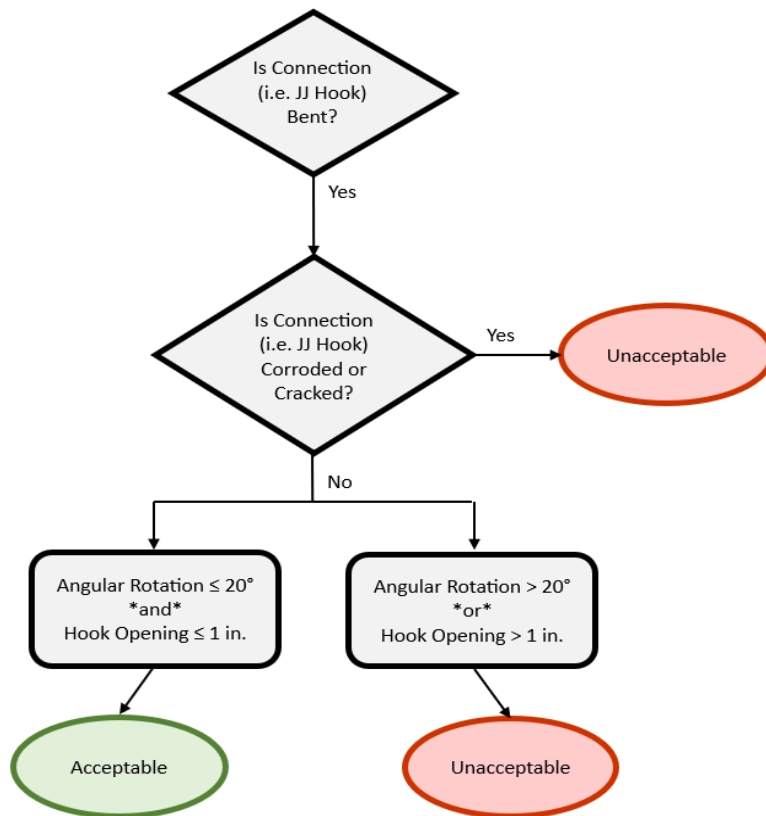 Is Connection
(i.e. JJ Hook)
Bent?
Yes
Is Connection
(i.e. JJ Hook)
Corroded or
Cracked?
Yes
Unacceptable
No
Angular Rotation ≤ 20°
*and*
Hook Opening ≤ 1 in.
Angular Rotation > 20°
*or*
Hook Opening > 1 in.
Acceptable
Unacceptable